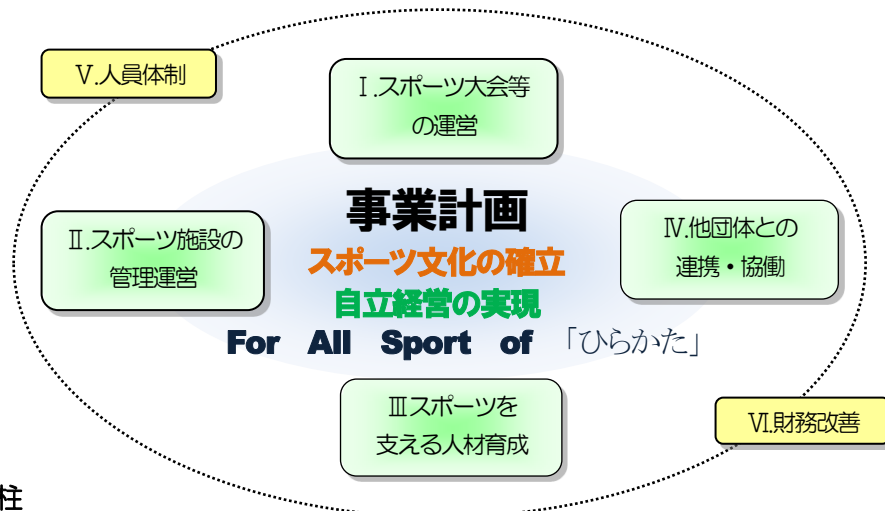 Ⅴ.人員体制
Ⅰ.スポーツ大会等
の運営
事業計画
Ⅱ.スポーツ施設の
管理運営
スポーツ文化の確立
自立経営の実現
For All Sport of 「ひらかた」
Ⅳ.他団体との
連携・協働
Ⅲスポーツを
支える人材育成
Ⅵ.財務改善
柱